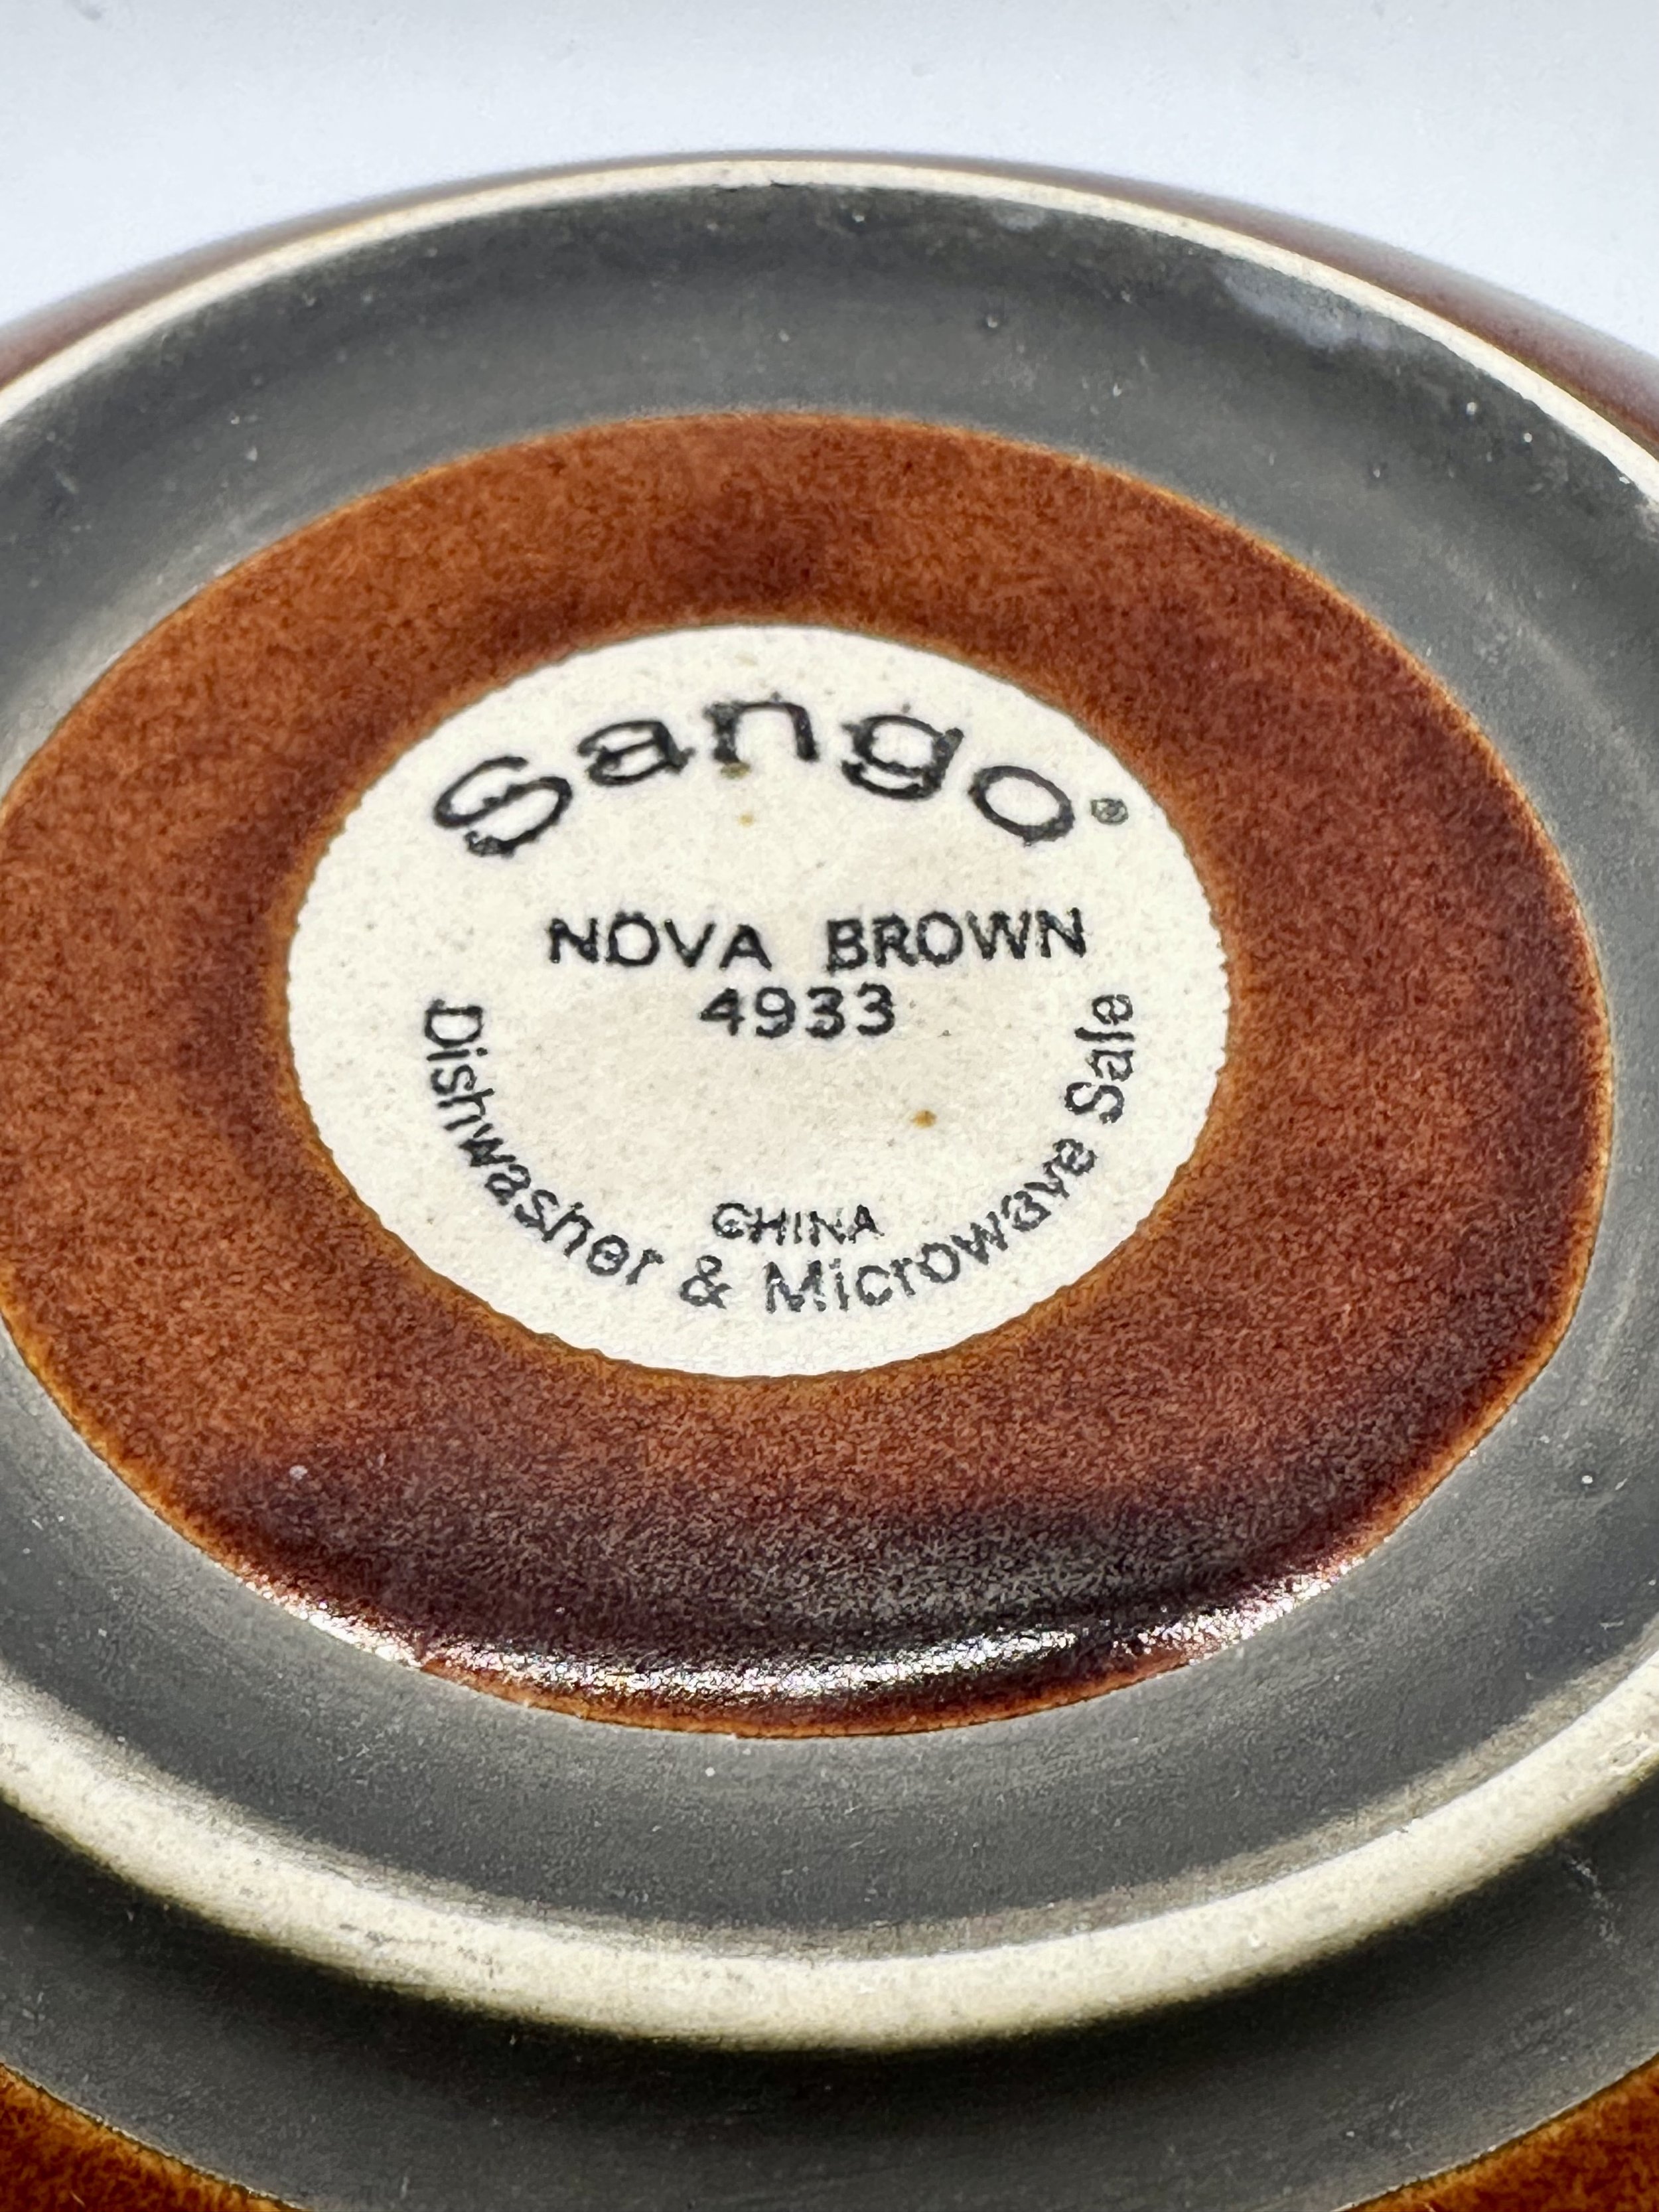 Sango®
NOVA BROWN
4933
CHINA
Dishwasher & Microwave Safe